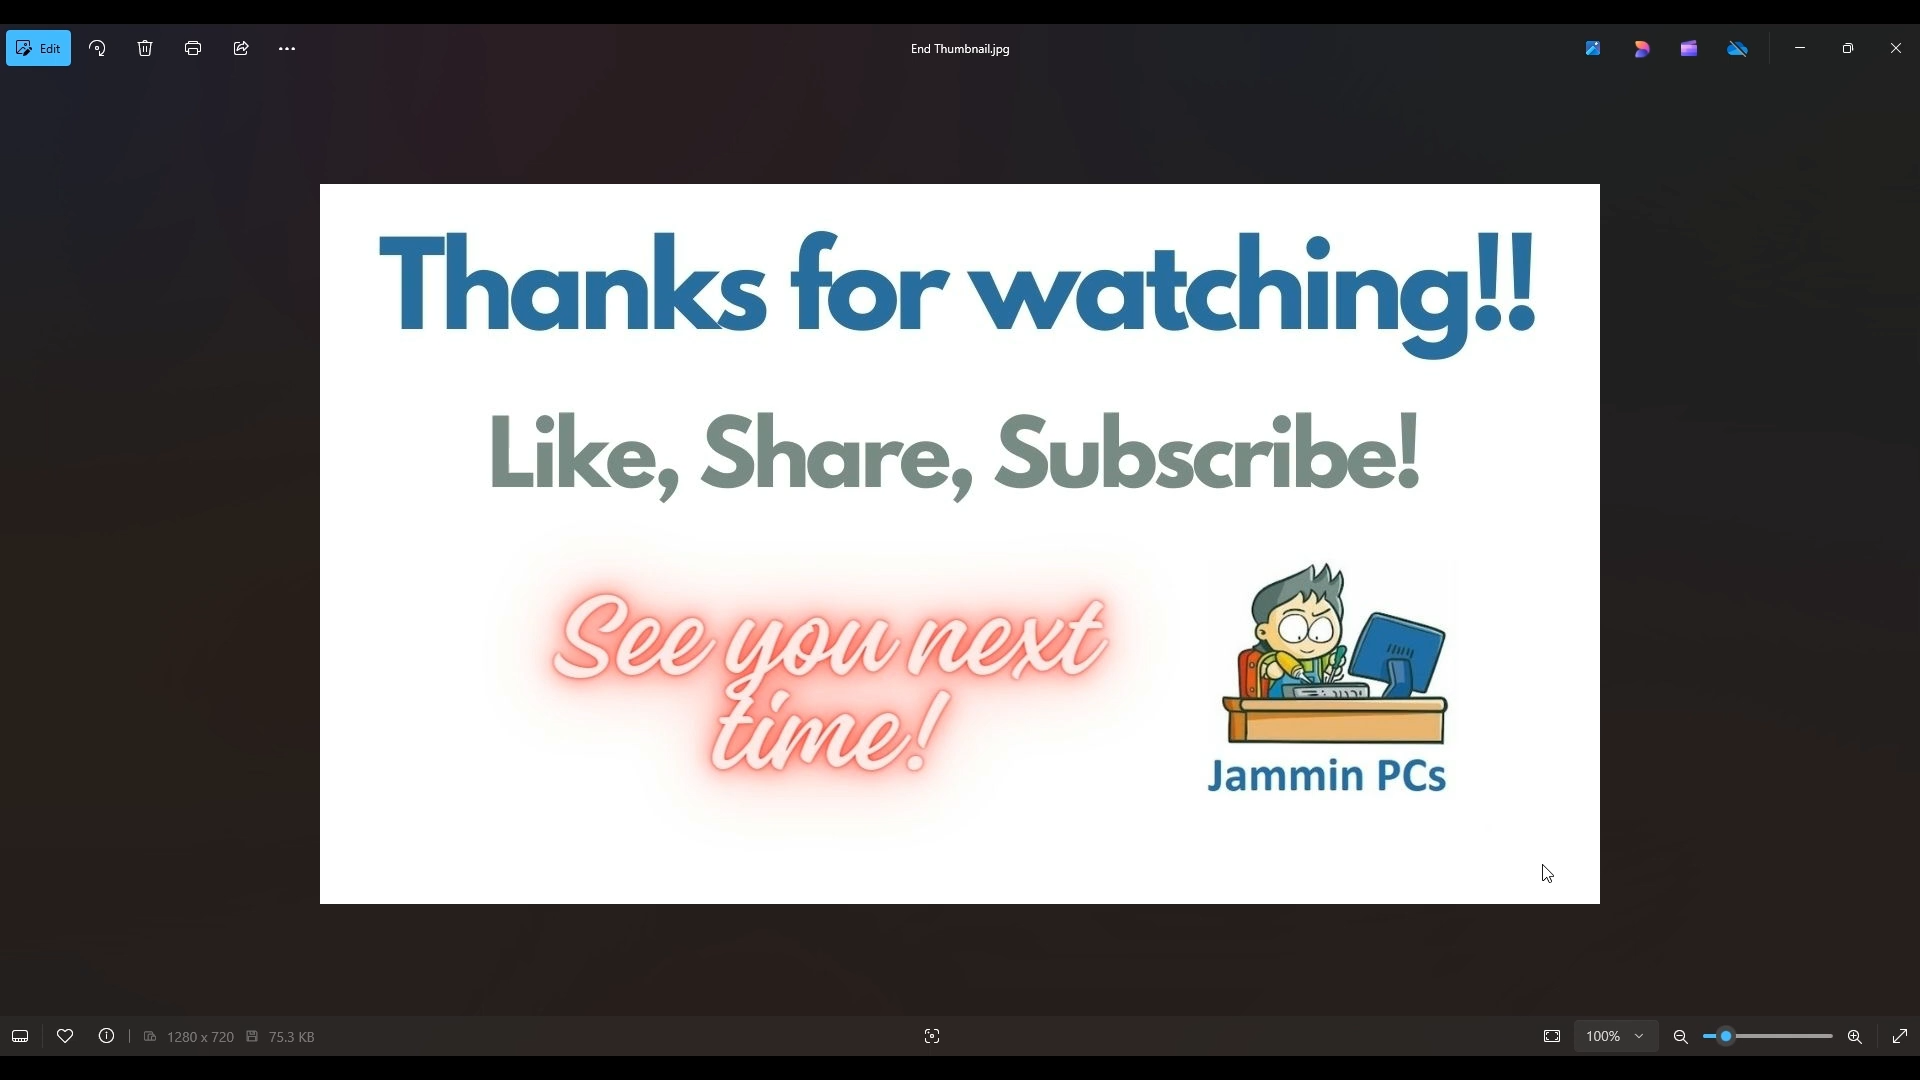 Edit
End Thumbnail.jpg
Thanks for watching!!
Like, Share, Subscribe!
See you next
time!
Jammin PCs
1280 x 720
75.3 KB
100%